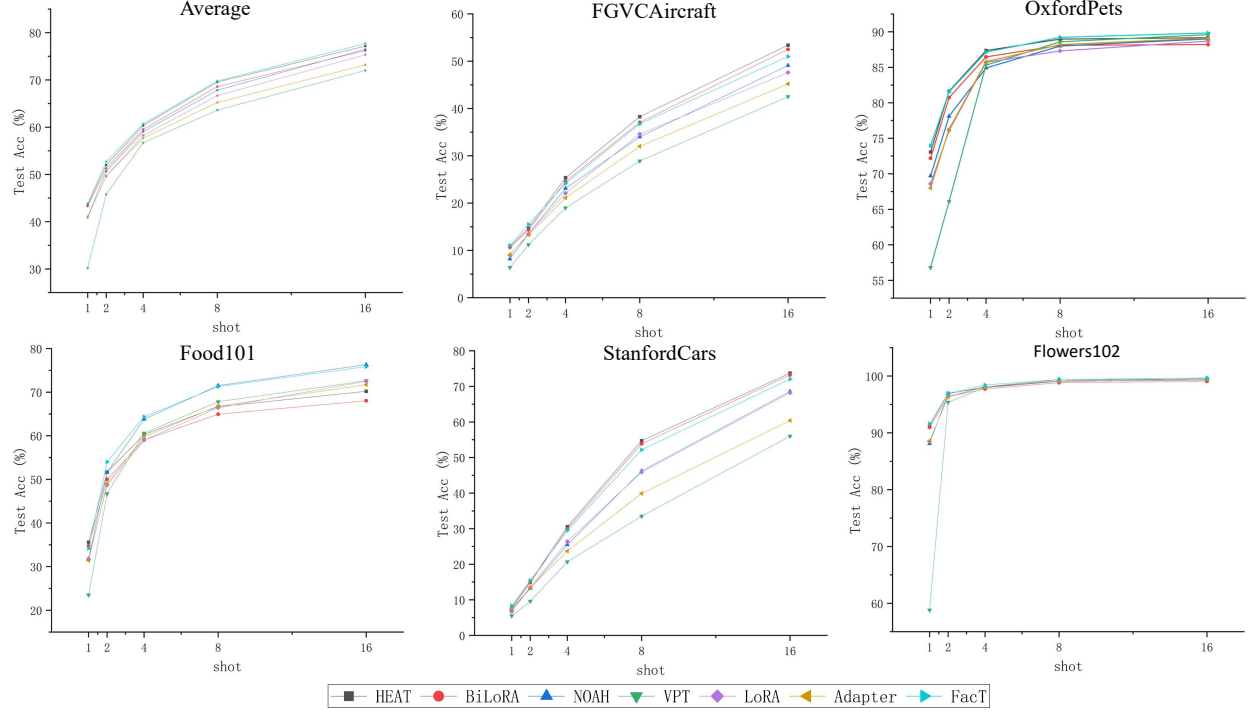 Average
Test Acc (%)
80
70
60
50
40
30
1 2 4 8 16
shot
FGVCAircraft
Test Acc (%)
60
50
40
30
20
10
0
1 2 4 8 16
shot
OxfordPets
Test Acc (%)
90
85
80
75
70
65
60
55
1 2 4 8 16
shot
Food101
Test Acc (%)
80
70
60
50
40
30
20
1 2 4 8 16
shot
StanfordCars
Test Acc (%)
80
70
60
50
40
30
20
10
0
1 2 4 8 16
shot
Flowers102
Test Acc (%)
100
90
80
70
60
1 2 4 8 16
shot
HEAT BiLoRA NOAH VPT LoRA Adapter FacT